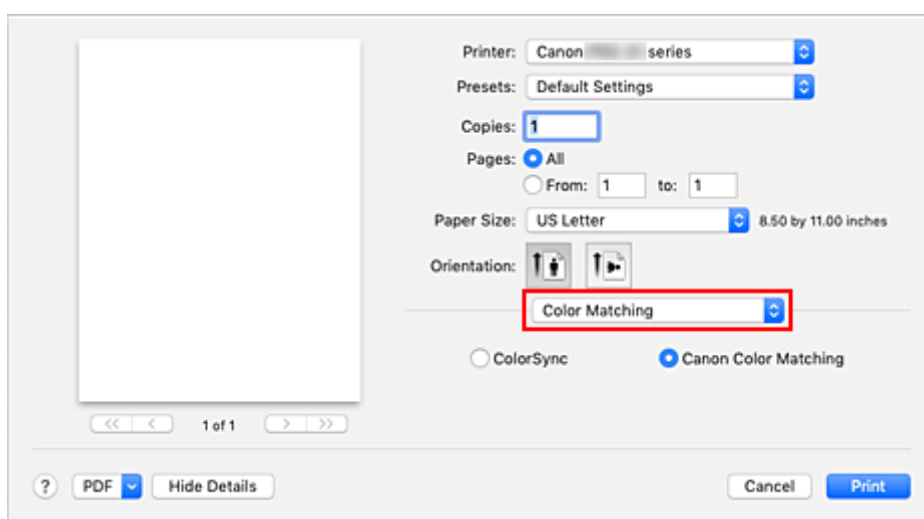 Printer: Canon series
Presets: Default Settings
Copies: 1
Pages: All
From: 1 to: 1
Paper Size: US Letter 8.50 by 11.00 inches
Orientation:
Color Matching
ColorSync Canon Color Matching
<< < 1 of 1 > >>
? PDF Hide Details Cancel Print